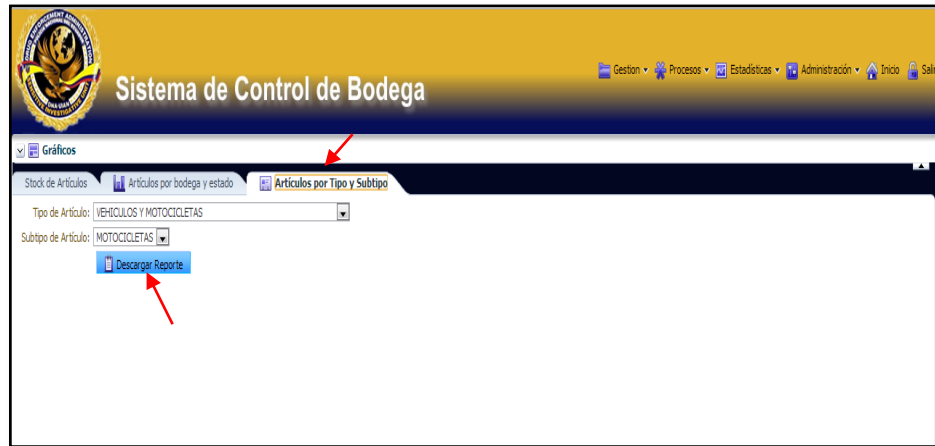 Sistema de Control de Bodega
Gestion Procesos Estadísticas Administración Inicio
Gráficos
Stock de Artículos Artículos por bodega y estado Artículos por Tipo y Subtipo
Tipo de Artículo: VEHICULOS Y MOTOCICLETAS
Subtipo de Artículo: MOTOCICLETAS
Descargar Reporte